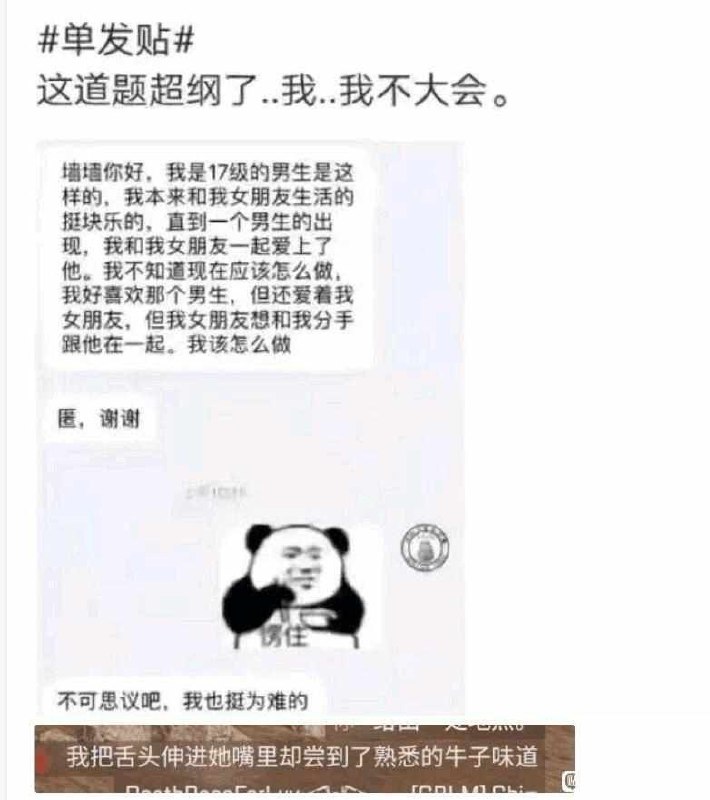 #单发贴#
这道题超纲了..我..我不大会。
墙墙你好，我是17级的男生是这
样的，我本来和我女朋友生活的
挺块乐的，直到一个男生的出
现，我和我女朋友一起爱上了
他。我不知道现在应该怎么做，
我好喜欢那个男生，但还爱着我
女朋友，但我女朋友想和我分手
跟他在一起。我该怎么做
匿，谢谢
愣住
不可思议吧，我也挺为难的
我把舌头伸进她嘴里却尝到了熟悉的牛子味道